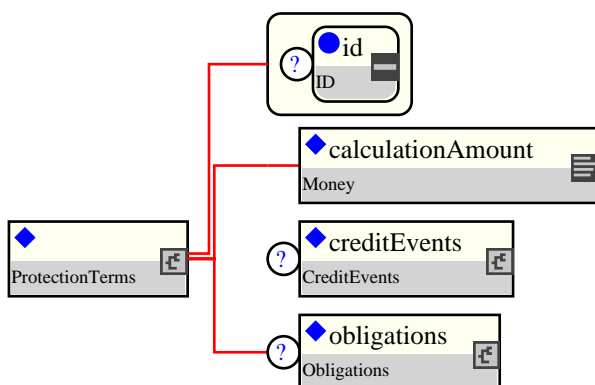 ? id
ID
calculationAmount
Money
ProtectionTerms
? creditEvents
CreditEvents
? obligations
Obligations